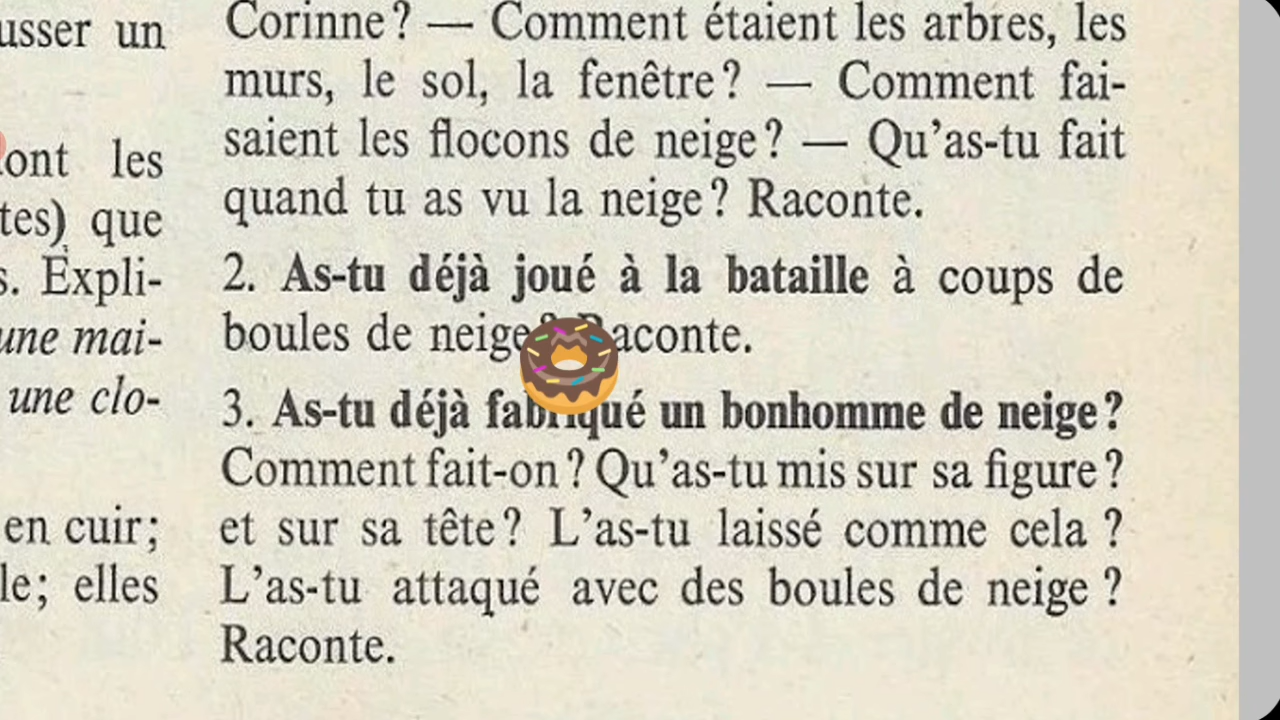 usser un
ont les
tes) que
s. Expli-
une mai-
une clo-
en cuir;
le; elles
Corinne ? — Comment étaient les arbres, les
murs, le sol, la fenêtre ? — Comment fai-
saient les flocons de neige ? — Qu'as-tu fait
quand tu as vu la neige ? Raconte.
2. As-tu déjà joué à la bataille à coups de
boules de neige ? Raconte.
3. As-tu déjà fabriqué un bonhomme de neige ?
Comment fait-on ? Qu'as-tu mis sur sa figure ?
et sur sa tête ? L'as-tu laissé comme cela ?
L'as-tu attaqué avec des boules de neige ?
Raconte.